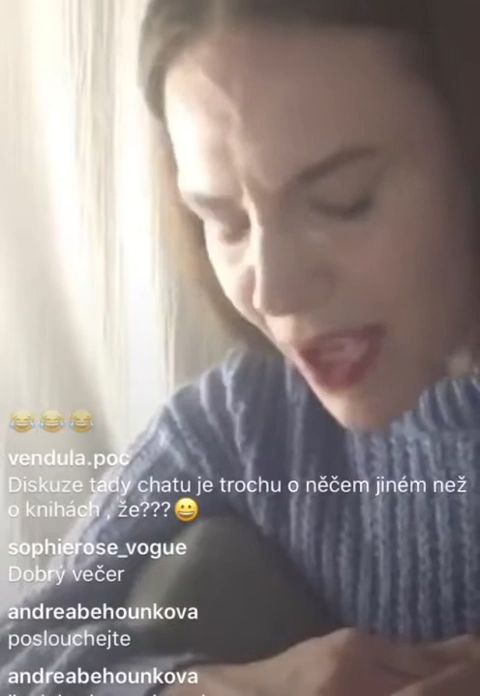 😂😂😂
vendula.poc
Diskuze tady chatu je trochu o něčem jiném než
o knihách , že???😀
sophierose_vogue
Dobrý večer
andreabehounkova
poslouchejte
andreabehounkova